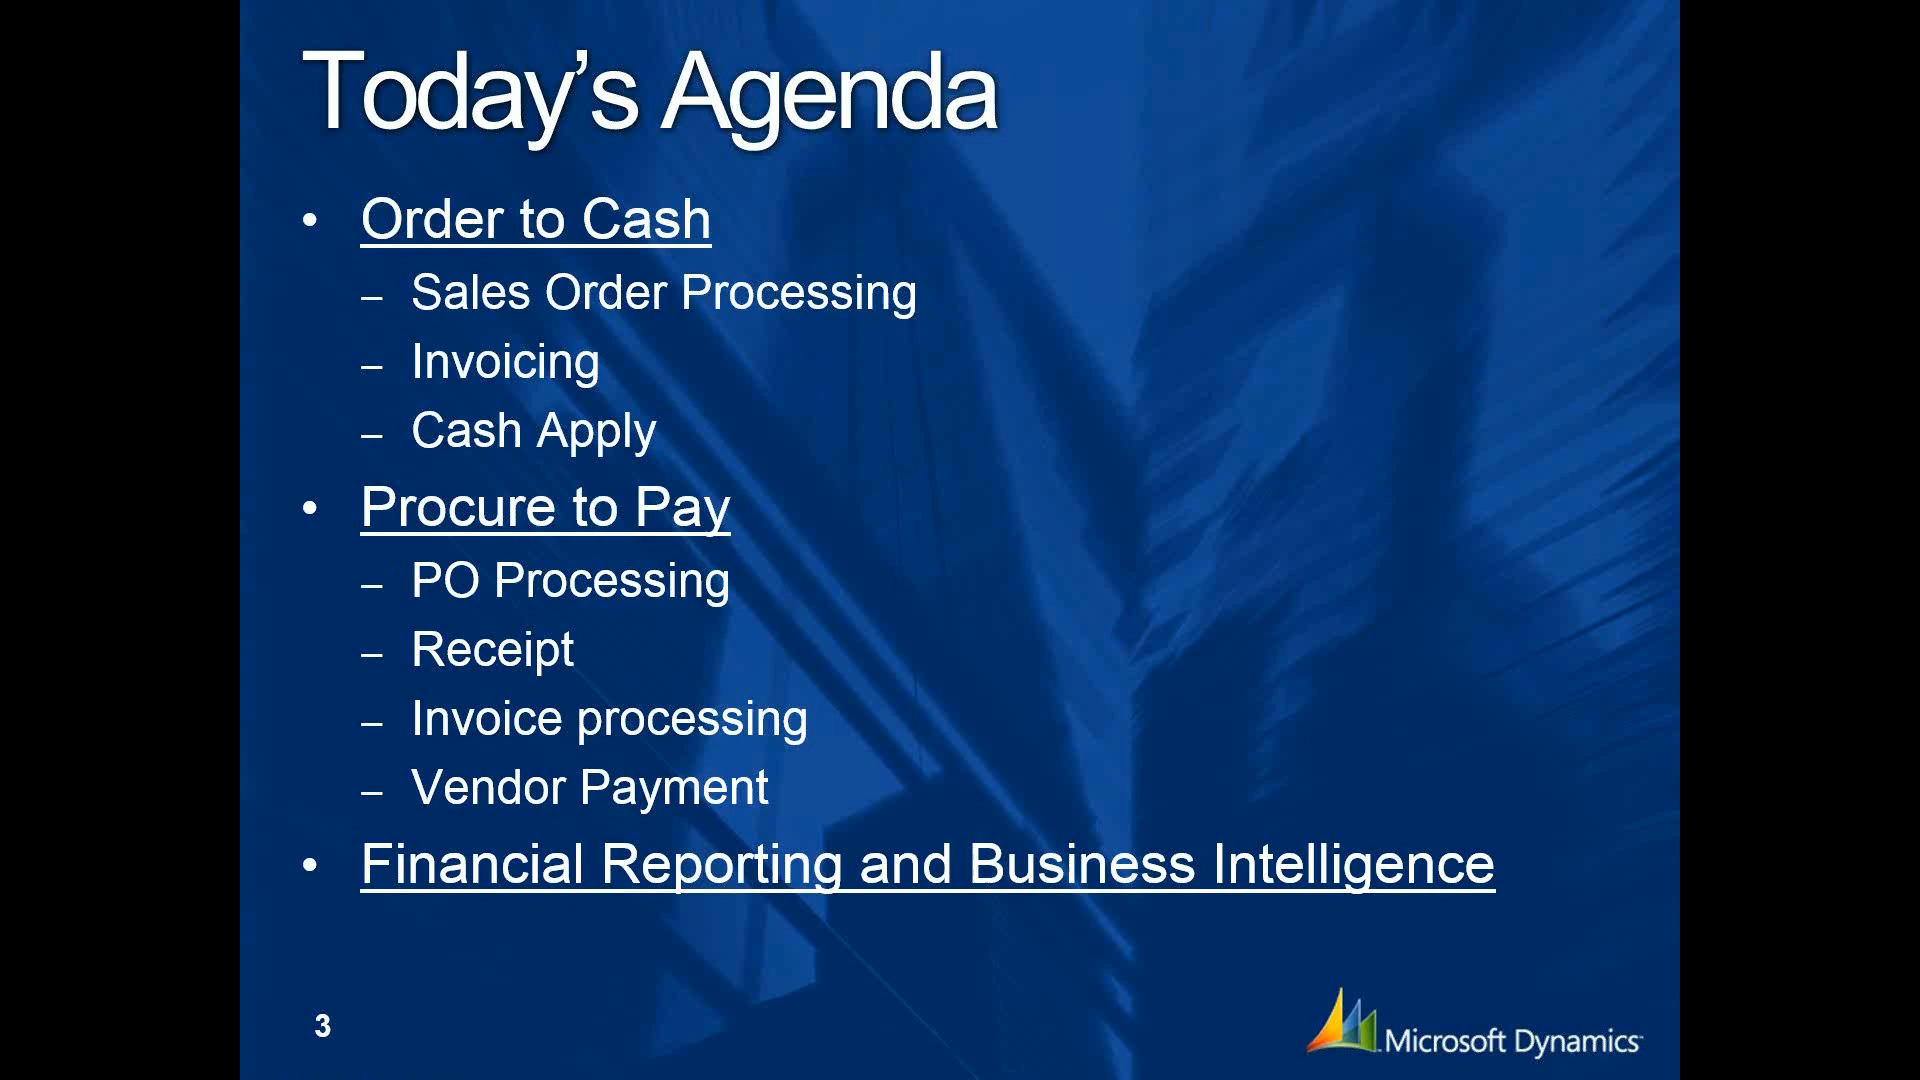 Today’s Agenda
• Order to Cash
– Sales Order Processing
– Invoicing
– Cash Apply
• Procure to Pay
– PO Processing
– Receipt
– Invoice processing
– Vendor Payment
• Financial Reporting and Business Intelligence
3
Microsoft Dynamics™